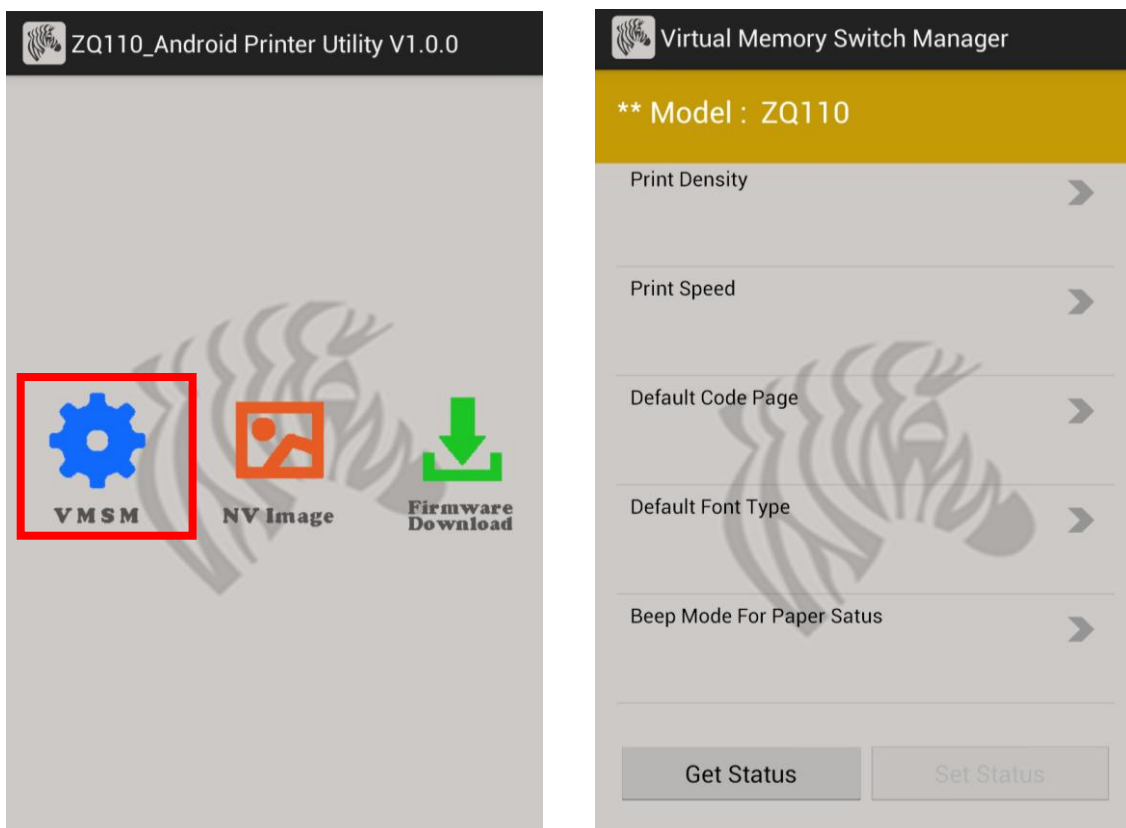 ZQ110_Android Printer Utility V1.0.0
VMSM
NV Image
Firmware
Download
Virtual Memory Switch Manager
** Model : ZQ110
Print Density
Print Speed
Default Code Page
Default Font Type
Beep Mode For Paper Satus
Get Status
Set Status